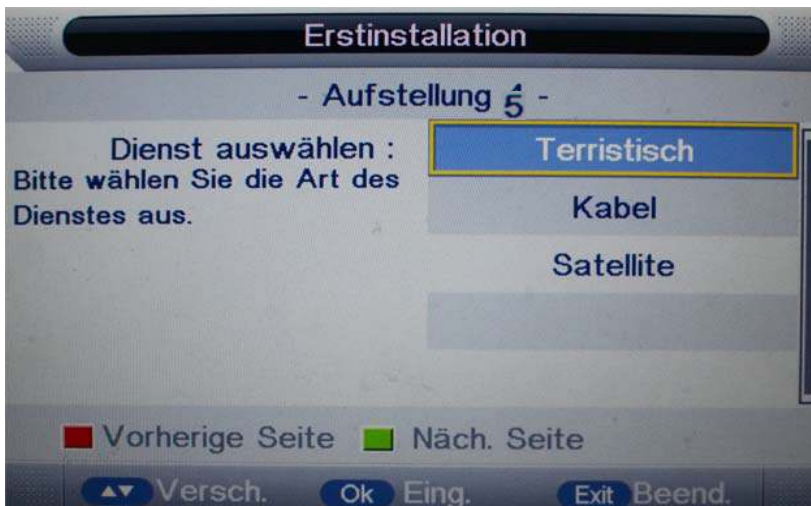 Erstinstallation
- Aufstellung 5 -
Dienst auswählen :
Bitte wählen Sie die Art des
Dienstes aus.
Terristisch
Kabel
Satellite
Vorherige Seite Näch. Seite
Versch. Ok Eing. Exit Beend.